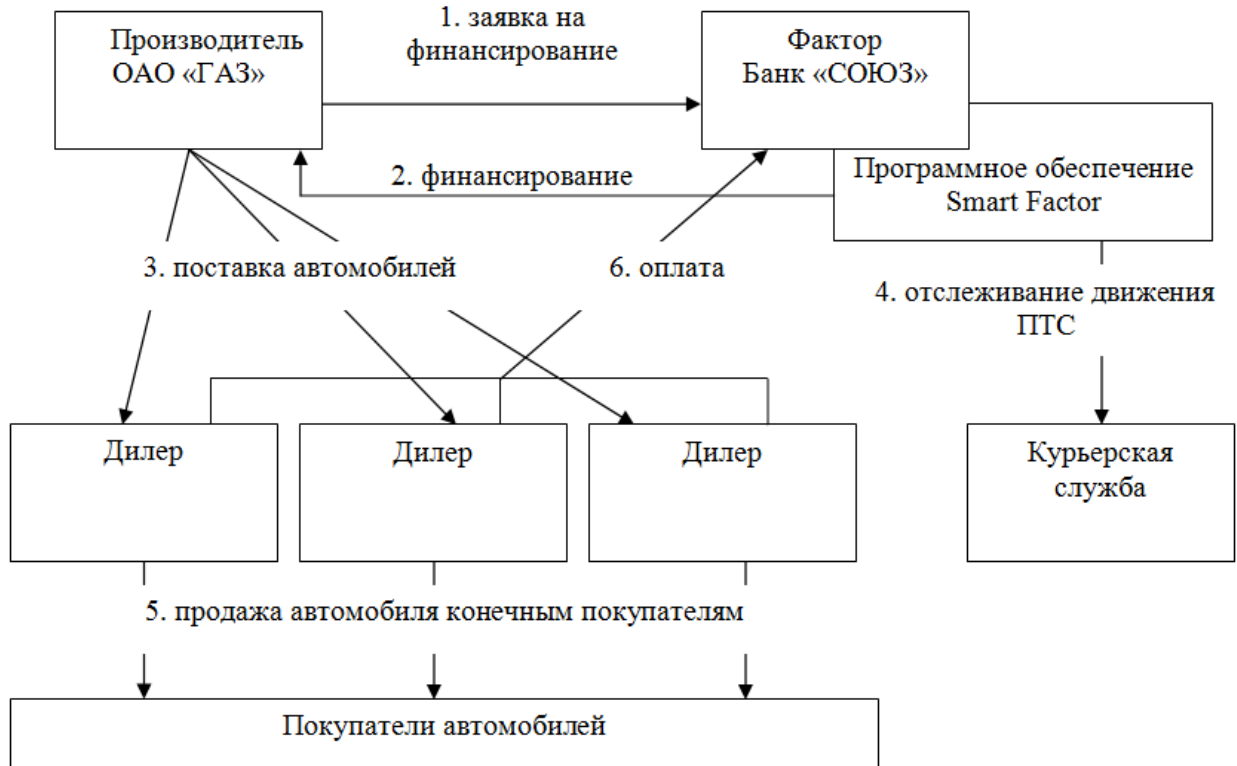 Производитель
ОАО «ГАЗ»
1. заявка на
финансирование
Фактор
Банк «СОЮЗ»
2. финансирование
Программное обеспечение
Smart Factor
3. поставка автомобилей
6. оплата
4. отслеживание движения
ПТС
Дилер
Дилер
Дилер
Курьерская
служба
5. продажа автомобиля конечным покупателям
Покупатели автомобилей